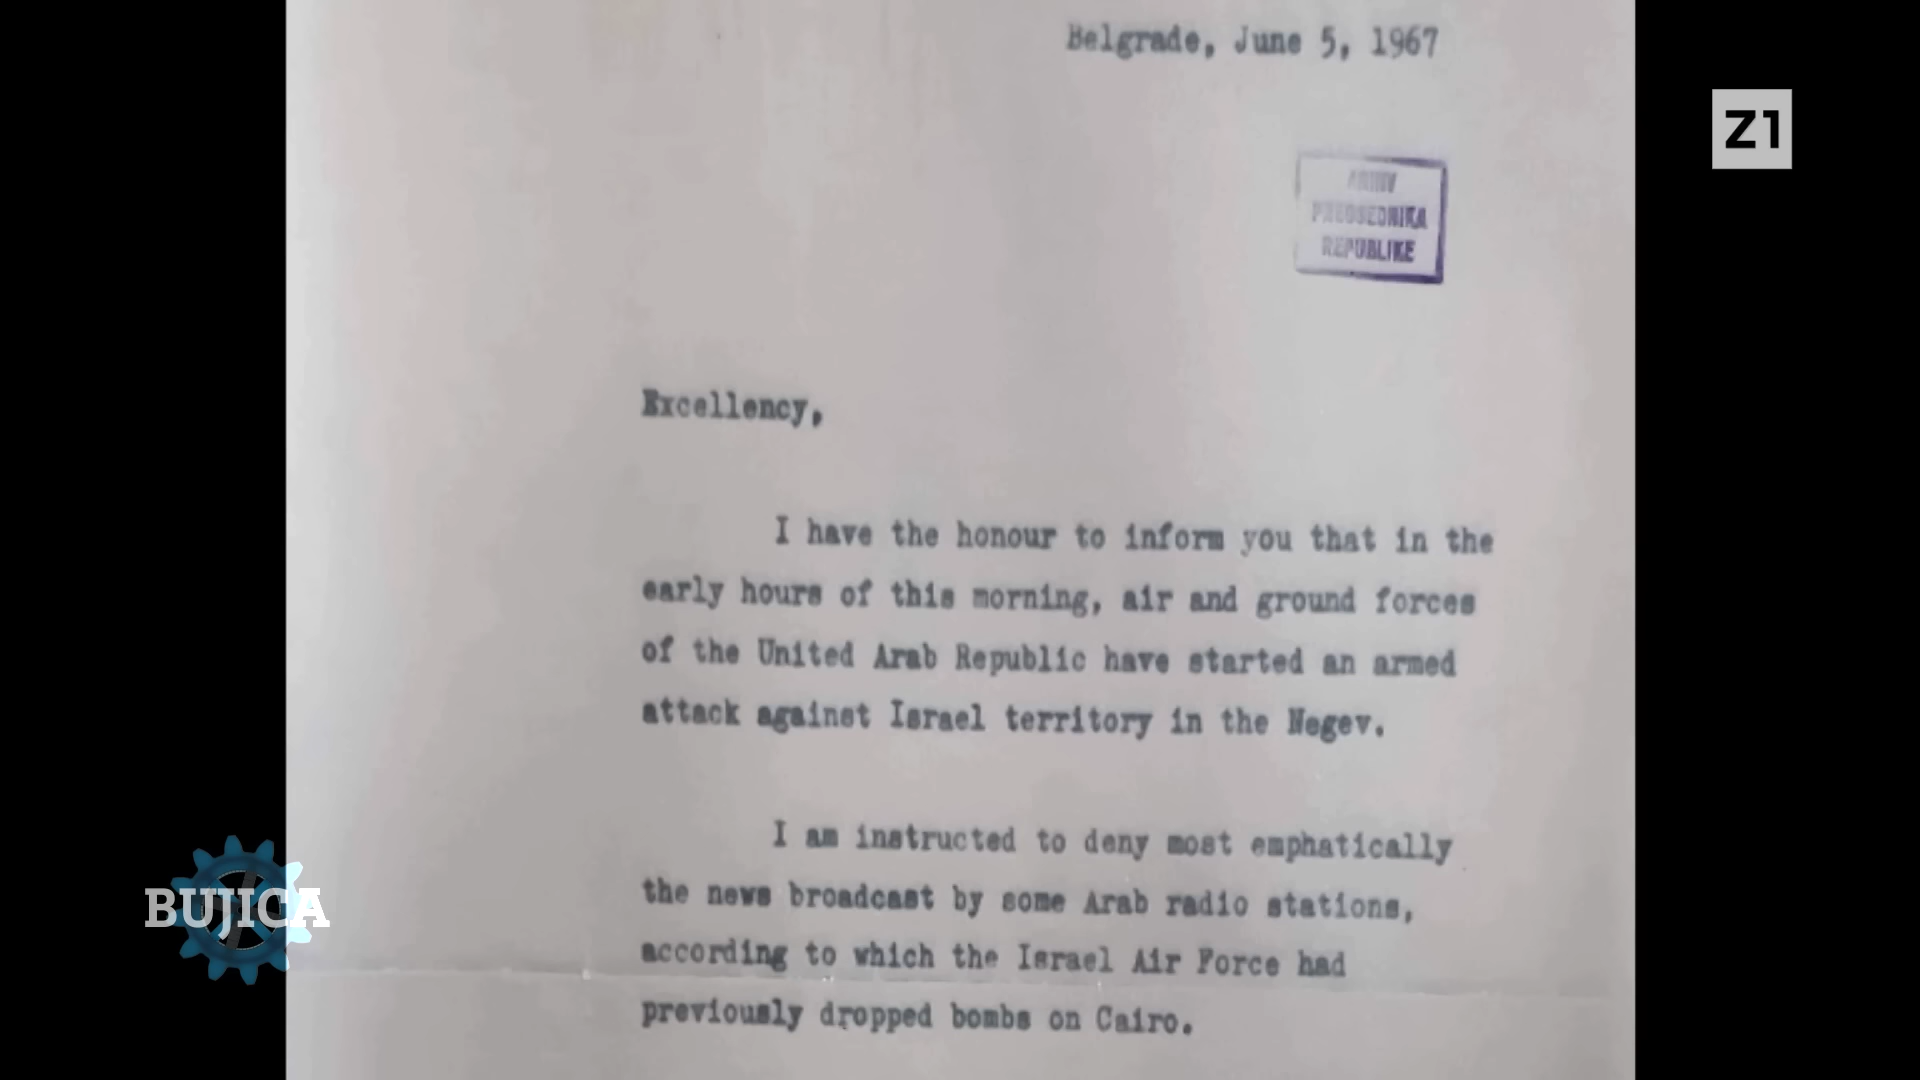 Belgrade, June 5, 1967
Z1
ARHIV
PREDSEDNIKA
REPUBLIKE
Excellency,
I have the honour to inform you that in the
early hours of this morning, air and ground forces
of the United Arab Republic have started an armed
attack against Israel territory in the Negev.
I am instructed to deny most emphatically
the news broadcast by some Arab radio stations,
according to which the Israel Air Force had
previously dropped bombs on Cairo.
BUJICA